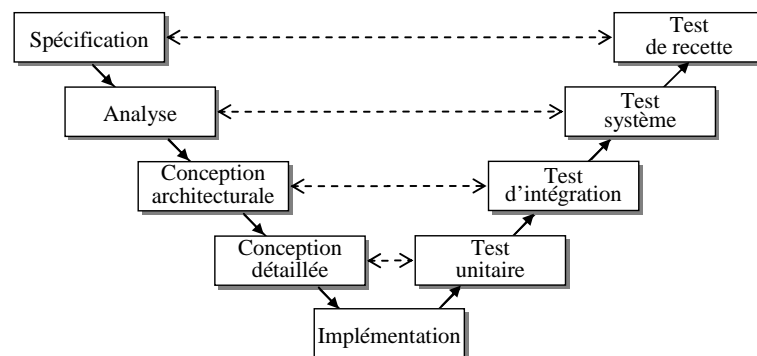 Spécification
Test
de recette
Analyse
Test
système
Conception
architecturale
Test
d’intégration
Conception
détaillée
Test
unitaire
Implémentation